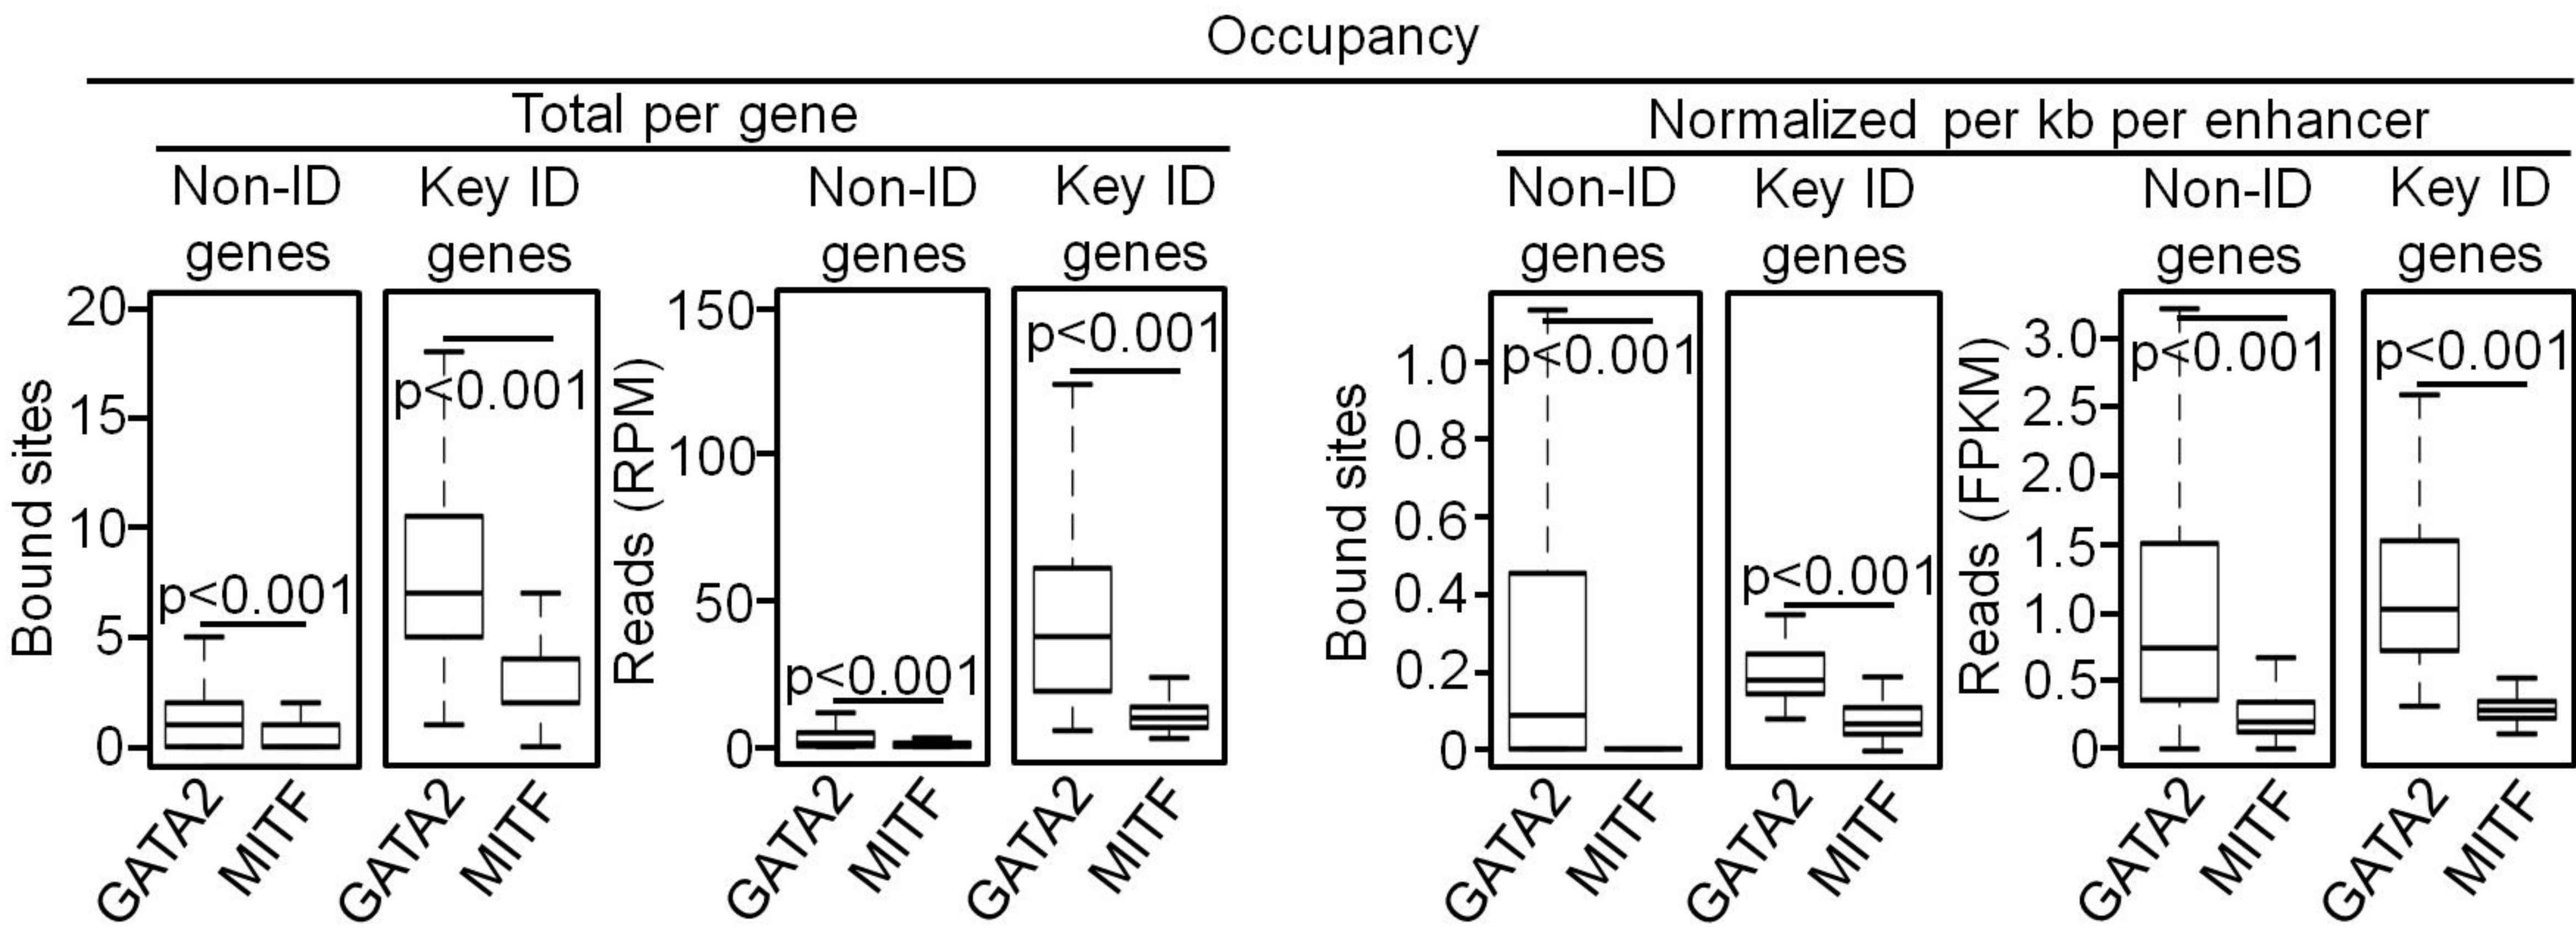 Occupancy
Total per gene
Normalized per kb per enhancer
Non-ID genes
Key ID genes
Non-ID genes
Key ID genes
Non-ID genes
Key ID genes
Non-ID genes
Key ID genes
Bound sites
20
15
10
5
0
p<0.001
p<0.001
GATA2
MITF
GATA2
MITF
Reads (RPM)
150
100
50
0
p<0.001
p<0.001
GATA2
MITF
GATA2
MITF
Bound sites
1.0
0.8
0.6
0.4
0.2
0
p<0.001
p<0.001
GATA2
MITF
GATA2
MITF
Reads (FPKM)
3.0
2.5
2.0
1.5
1.0
0.5
0
p<0.001
p<0.001
GATA2
MITF
GATA2
MITF